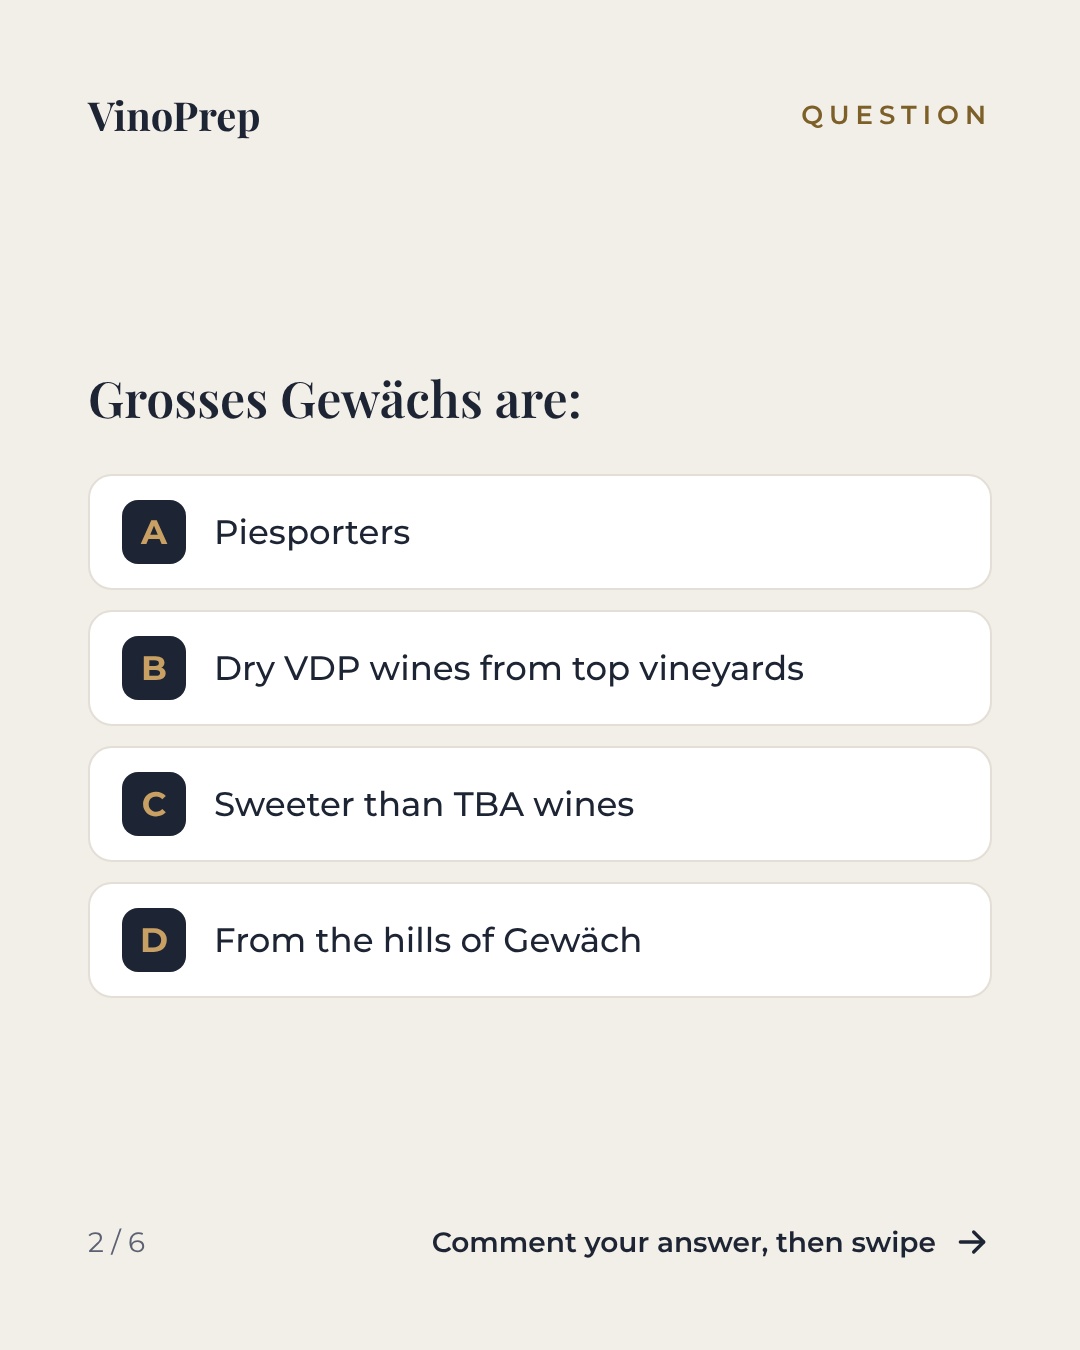 VinoPrep
QUESTION
Grosses Gewächs are:
A Piesporters
B Dry VDP wines from top vineyards
C Sweeter than TBA wines
D From the hills of Gewäch
2 / 6
Comment your answer, then swipe →